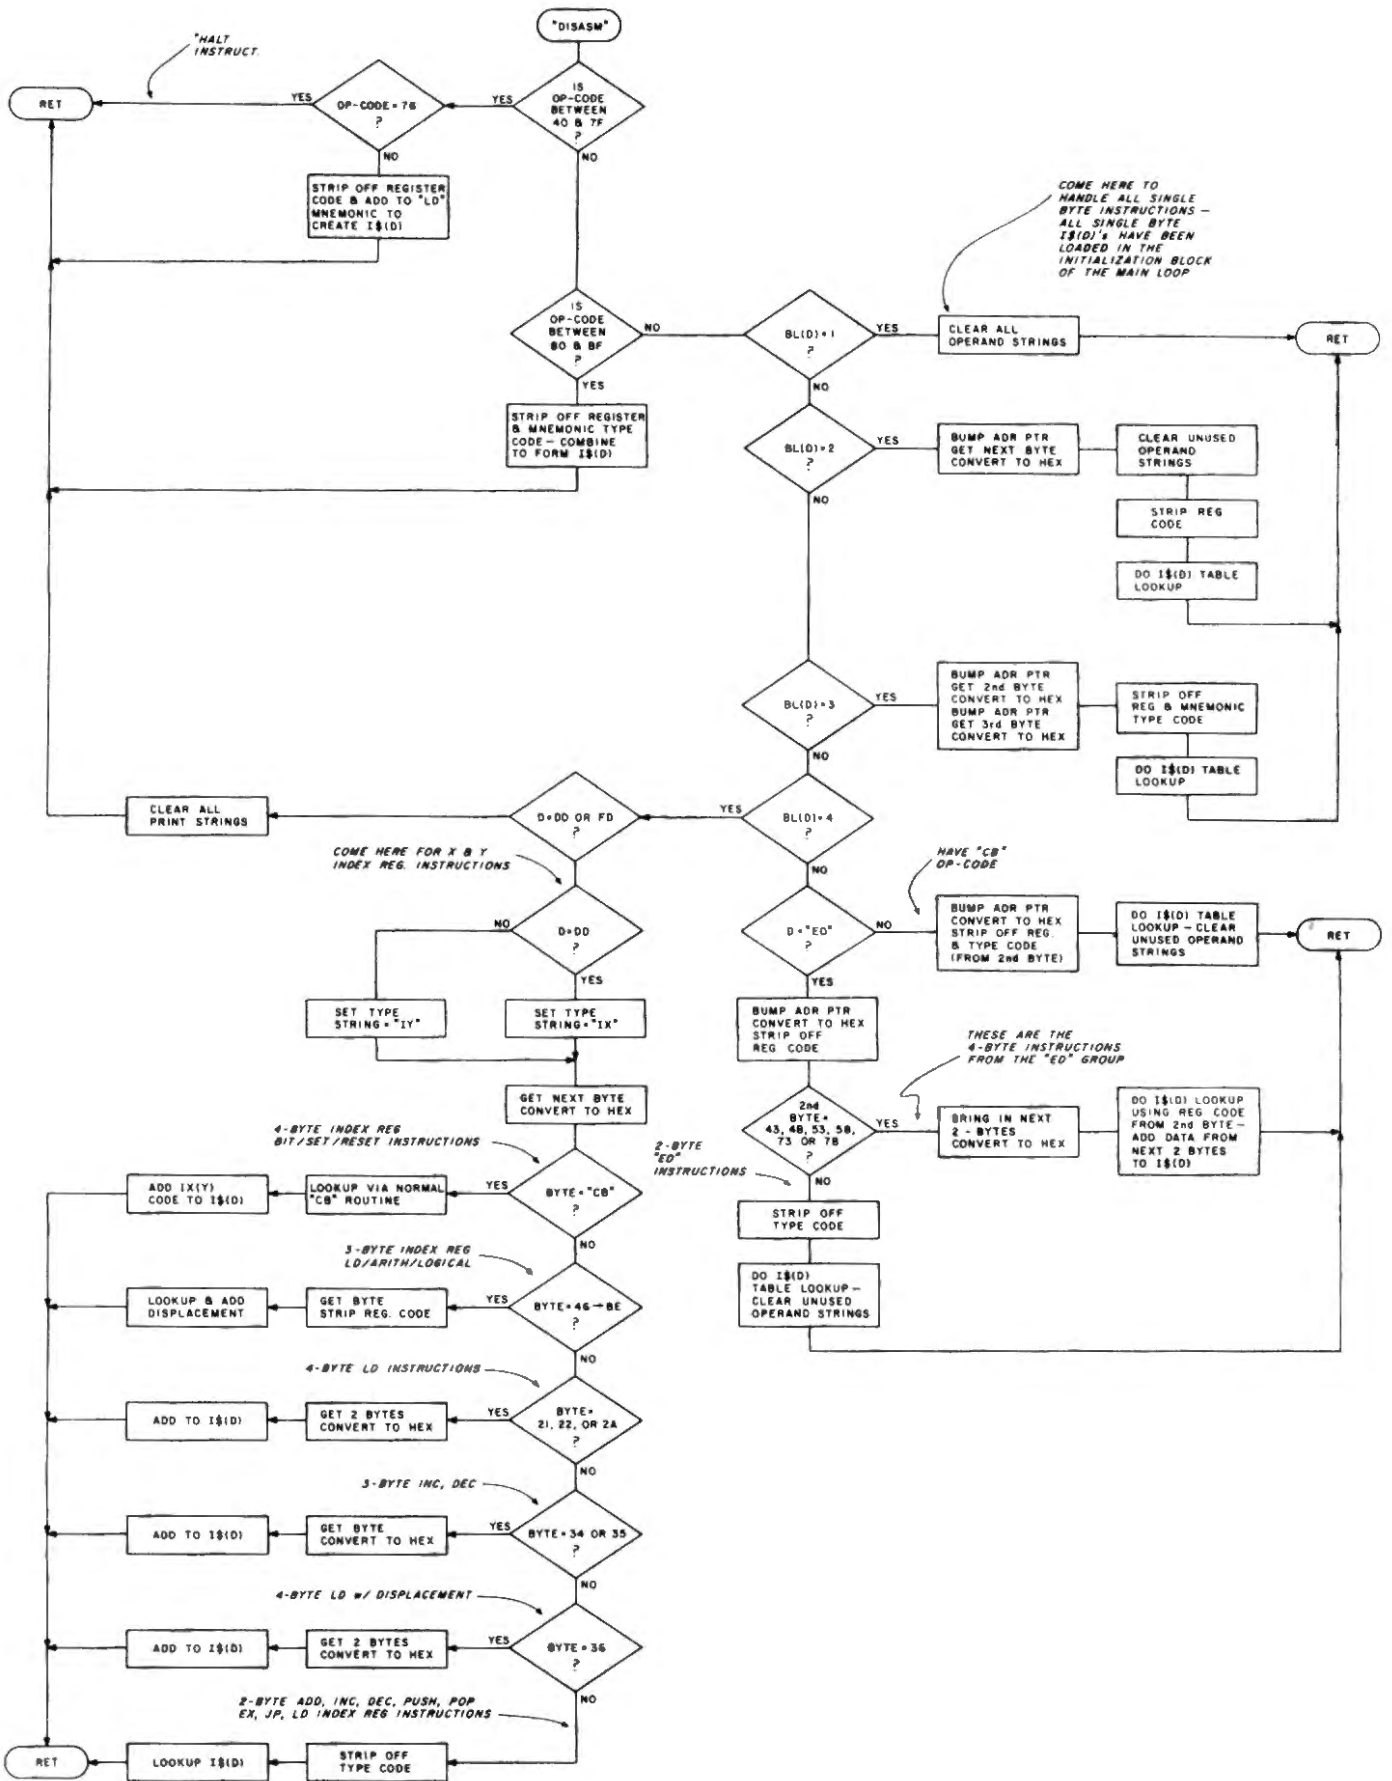 "DISASM"
"HALT
INSTRUCT.
RET
YES
OP-CODE = 76
?
NO
YES
IS
OP-CODE
BETWEEN
40 & 7F
?
NO
STRIP OFF REGISTER
CODE & ADD TO "LD"
MNEMONIC TO
CREATE I$(D)
COME HERE TO
HANDLE ALL SINGLE
BYTE INSTRUCTIONS —
ALL SINGLE BYTE
I$(D)'s HAVE BEEN
LOADED IN THE
INITIALIZATION BLOCK
OF THE MAIN LOOP
IS
OP-CODE
BETWEEN
80 & BF
?
NO
YES
BL(D)=1
?
YES
NO
CLEAR ALL
OPERAND STRINGS
RET
STRIP OFF REGISTER
& MNEMONIC TYPE
CODE — COMBINE
TO FORM I$(D)
BL(D)=2
?
YES
NO
BUMP ADR PTR
GET NEXT BYTE
CONVERT TO HEX
CLEAR UNUSED
OPERAND
STRINGS
STRIP REG
CODE
DO I$(D) TABLE
LOOKUP
BL(D)=3
?
YES
NO
BUMP ADR PTR
GET 2nd BYTE
CONVERT TO HEX
BUMP ADR PTR
GET 3rd BYTE
CONVERT TO HEX
STRIP OFF
REG & MNEMONIC
TYPE CODE
DO I$(D) TABLE
LOOKUP
CLEAR ALL
PRINT STRINGS
D=DD OR FD
?
YES
BL(D)=4
?
NO
COME HERE FOR X & Y
INDEX REG. INSTRUCTIONS
HAVE "CB"
OP-CODE
NO
D=DD
?
YES
D="ED"
?
NO
YES
BUMP ADR PTR
CONVERT TO HEX
STRIP OFF REG.
& TYPE CODE
(FROM 2nd BYTE)
DO I$(D) TABLE
LOOKUP — CLEAR
UNUSED OPERAND
STRINGS
RET
SET TYPE
STRING = "IY"
SET TYPE
STRING="IX"
BUMP ADR PTR
CONVERT TO HEX
STRIP OFF
REG CODE
THESE ARE THE
4-BYTE INSTRUCTIONS
FROM THE "ED" GROUP
GET NEXT BYTE
CONVERT TO HEX
2nd
BYTE=
43, 4B, 53, 5B,
73 OR 7B
?
YES
NO
BRING IN NEXT
2 - BYTES
CONVERT TO HEX
DO I$(D) LOOKUP
USING REG CODE
FROM 2nd BYTE —
ADD DATA FROM
NEXT 2 BYTES
TO I$(D)
4-BYTE INDEX REG
BIT/SET/RESET INSTRUCTIONS
2-BYTE
"ED"
INSTRUCTIONS
ADD IX(Y)
CODE TO I$(D)
LOOKUP VIA NORMAL
"CB" ROUTINE
YES
BYTE="CB"
?
NO
STRIP OFF
TYPE CODE
3-BYTE INDEX REG
LD/ARITH/LOGICAL
DO I$(D)
TABLE LOOKUP —
CLEAR UNUSED
OPERAND STRINGS
LOOKUP & ADD
DISPLACEMENT
GET BYTE
STRIP REG. CODE
YES
BYTE=46→BE
?
NO
4-BYTE LD INSTRUCTIONS
ADD TO I$(D)
GET 2 BYTES
CONVERT TO HEX
YES
BYTE=
21, 22, OR 2A
?
NO
3-BYTE INC, DEC
ADD TO I$(D)
GET BYTE
CONVERT TO HEX
YES
BYTE=34 OR 35
?
NO
4-BYTE LD w/ DISPLACEMENT
ADD TO I$(D)
GET 2 BYTES
CONVERT TO HEX
YES
BYTE=36
?
NO
2-BYTE ADD, INC, DEC, PUSH, POP
EX, JP, LD INDEX REG INSTRUCTIONS
RET
LOOKUP I$(D)
STRIP OFF
TYPE CODE